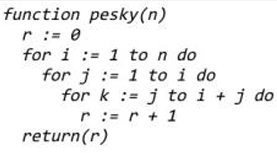 function pesky(n)
r := 0
for i := 1 to n do
for j := 1 to i do
for k := j to i + j do
r := r + 1
return(r)